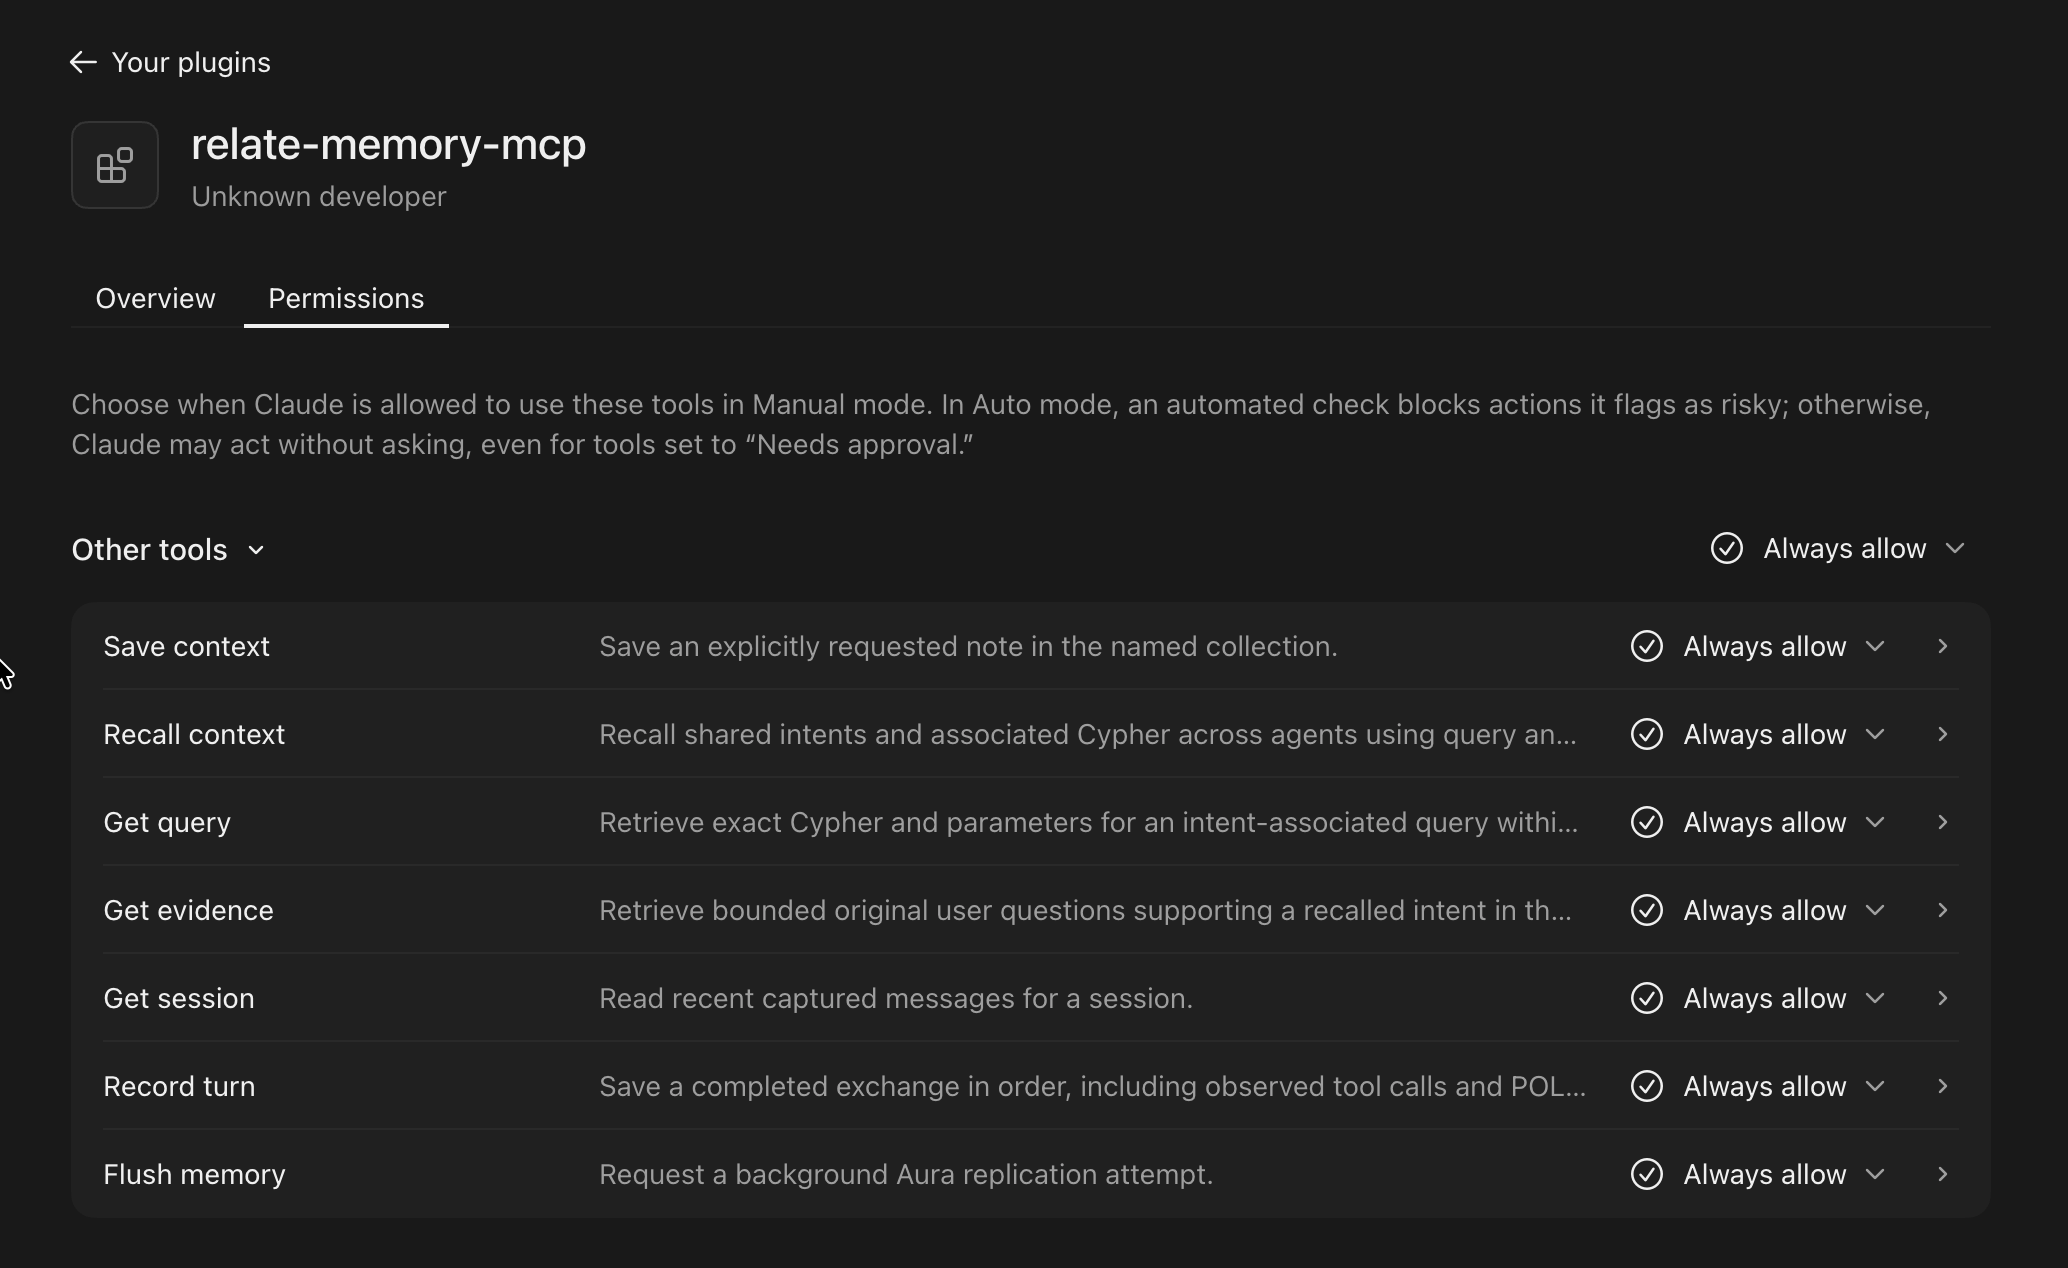 Your plugins
relate-memory-mcp
Unknown developer
Overview
Permissions
Choose when Claude is allowed to use these tools in Manual mode. In Auto mode, an automated check blocks actions it flags as risky; otherwise,
Claude may act without asking, even for tools set to “Needs approval.”
Other tools
Always allow
Save context
Save an explicitly requested note in the named collection.
Always allow
Recall context
Recall shared intents and associated Cypher across agents using query an...
Always allow
Get query
Retrieve exact Cypher and parameters for an intent-associated query withi...
Always allow
Get evidence
Retrieve bounded original user questions supporting a recalled intent in th...
Always allow
Get session
Read recent captured messages for a session.
Always allow
Record turn
Save a completed exchange in order, including observed tool calls and POL...
Always allow
Flush memory
Request a background Aura replication attempt.
Always allow